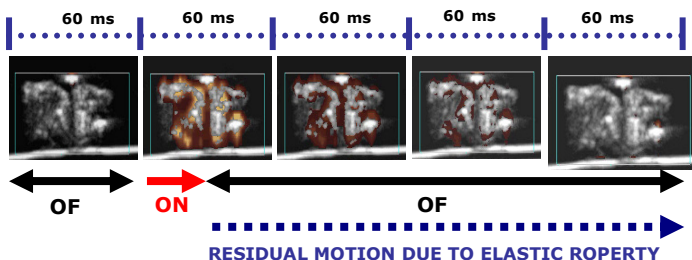 60 ms 60 ms 60 ms 60 ms 60 ms
OF ON OF
RESIDUAL MOTION DUE TO ELASTIC ROPERTY